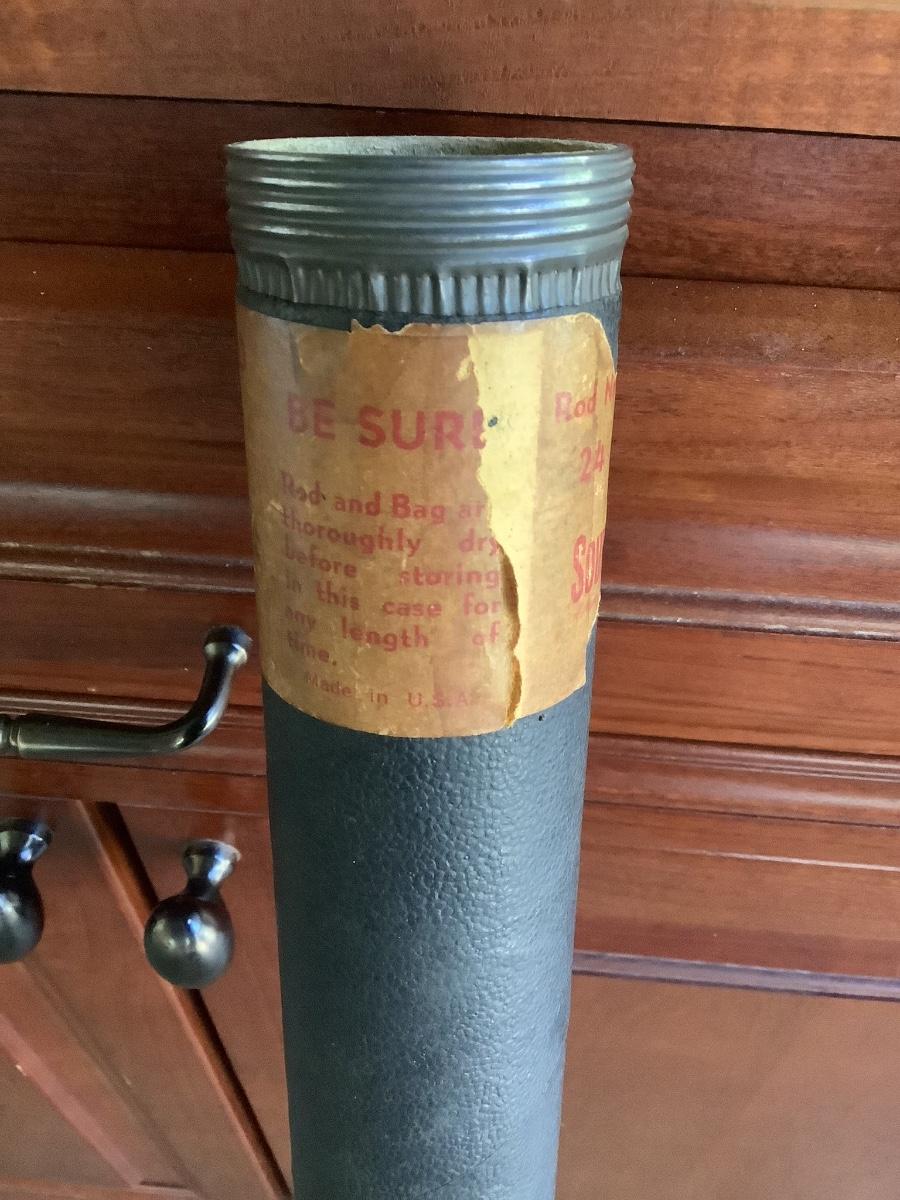 BE SURE
Rod and Bag ar
thoroughly dry
before storing
in this case for
any length of
time.
Made in U.S.A.
Rod N
24
SOU